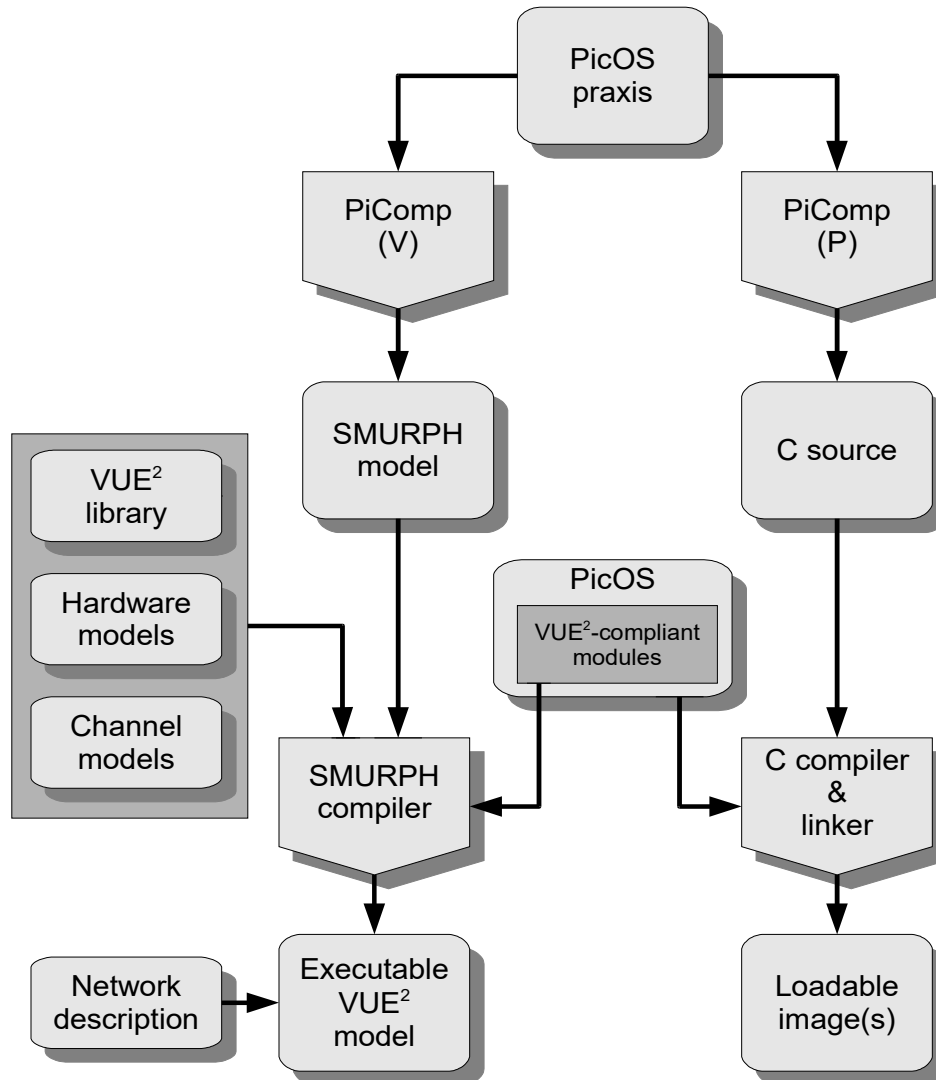 PicOS
praxis
PiComp
(V)
PiComp
(P)
SMURPH
model
C source
VUE²
library
Hardware
models
Channel
models
PicOS
VUE²-compliant
modules
SMURPH
compiler
C compiler
&
linker
Network
description
Executable
VUE²
model
Loadable
image(s)